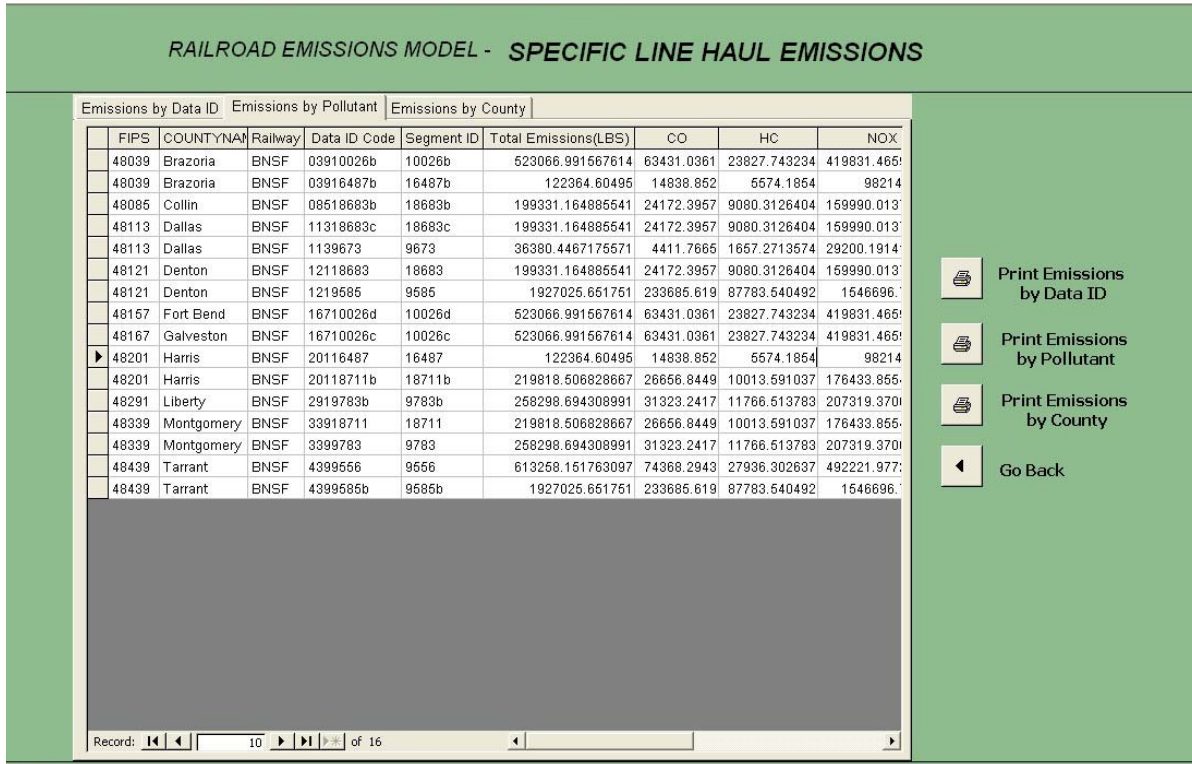 RAILROAD EMISSIONS MODEL - SPECIFIC LINE HAUL EMISSIONS
Emissions by Data ID Emissions by Pollutant Emissions by County
FIPS COUNTYNAM Railway Data ID Code Segment ID Total Emissions(LBS) CO HC NOX
48039 Brazoria BNSF 03910026b 10026b 523066.991567614 63431.0361 23827.743234 419831.465
48039 Brazoria BNSF 03916487b 16487b 122364.60495 14838.852 5574.1854 98214
48085 Collin BNSF 08518683b 18683b 199331.164885541 24172.3957 9080.3126404 159990.013
48113 Dallas BNSF 11318683c 18683c 199331.164885541 24172.3957 9080.3126404 159990.013
48113 Dallas BNSF 1139673 9673 36380.4467175571 4411.7665 1657.2713574 29200.1914
48121 Denton BNSF 12118683 18683 199331.164885541 24172.3957 9080.3126404 159990.013
48121 Denton BNSF 1219585 9585 1927025.651751 233685.619 87783.540492 1546696.
48157 Fort Bend BNSF 16710026d 10026d 523066.991567614 63431.0361 23827.743234 419831.465
48167 Galveston BNSF 16710026c 10026c 523066.991567614 63431.0361 23827.743234 419831.465
48201 Harris BNSF 20116487 16487 122364.60495 14838.852 5574.1854 98214
48201 Harris BNSF 20118711b 18711b 219818.506828667 26656.8449 10013.591037 176433.855
48291 Liberty BNSF 2919783b 9783b 258298.694308991 31323.2417 11766.513783 207319.370
48339 Montgomery BNSF 33918711 18711 219818.506828667 26656.8449 10013.591037 176433.855
48339 Montgomery BNSF 3399783 9783 258298.694308991 31323.2417 11766.513783 207319.370
48439 Tarrant BNSF 4399556 9556 613258.151763097 74368.2943 27936.302637 492221.977
48439 Tarrant BNSF 4399585b 9585b 1927025.651751 233685.619 87783.540492 1546696.
Print Emissions
by Data ID
Print Emissions
by Pollutant
Print Emissions
by County
Go Back
Record: 10 of 16